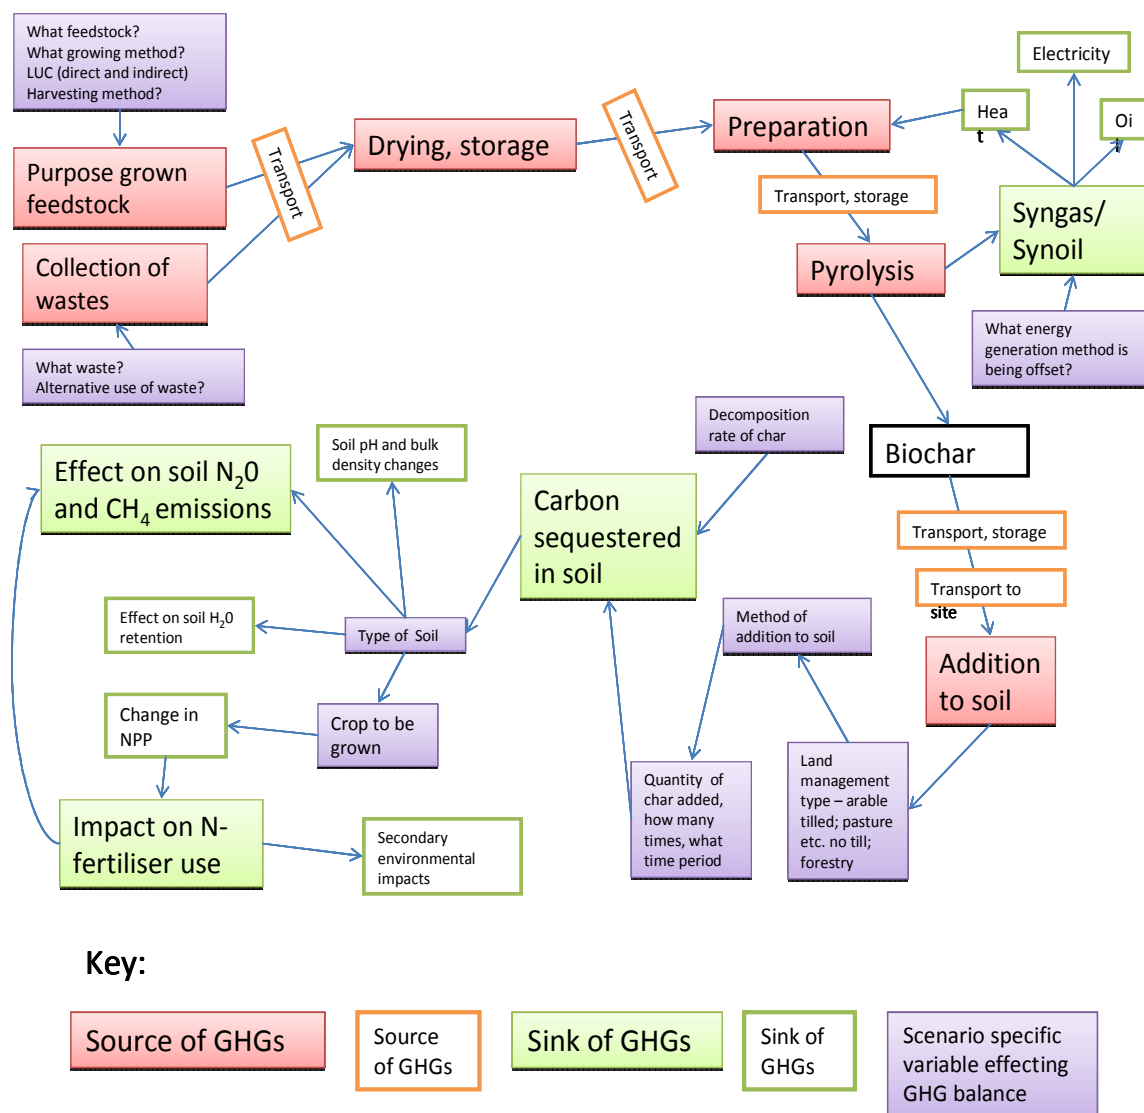 What feedstock?
What growing method?
LUC (direct and indirect)
Harvesting method?
Purpose grown
feedstock
Transport
Collection of
wastes
What waste?
Alternative use of waste?
Drying, storage
Transport
Preparation
Transport, storage
Pyrolysis
Hea
t
Electricity
Oi
l
Syngas/
Synoil
What energy
generation method is
being offset?
Biochar
Transport, storage
Transport to
site
Addition
to soil
Land
management
type – arable
tilled; pasture
etc. no till;
forestry
Method of
addition to soil
Quantity of
char added,
how many
times, what
time period
Decomposition
rate of char
Carbon
sequestered
in soil
Type of Soil
Soil pH and bulk
density changes
Effect on soil N₂0
and CH₄ emissions
Effect on soil H₂0
retention
Crop to be
grown
Change in
NPP
Impact on N-
fertiliser use
Secondary
environmental
impacts
Key:
Source of GHGs
Source
of GHGs
Sink of GHGs
Sink of
GHGs
Scenario specific
variable effecting
GHG balance